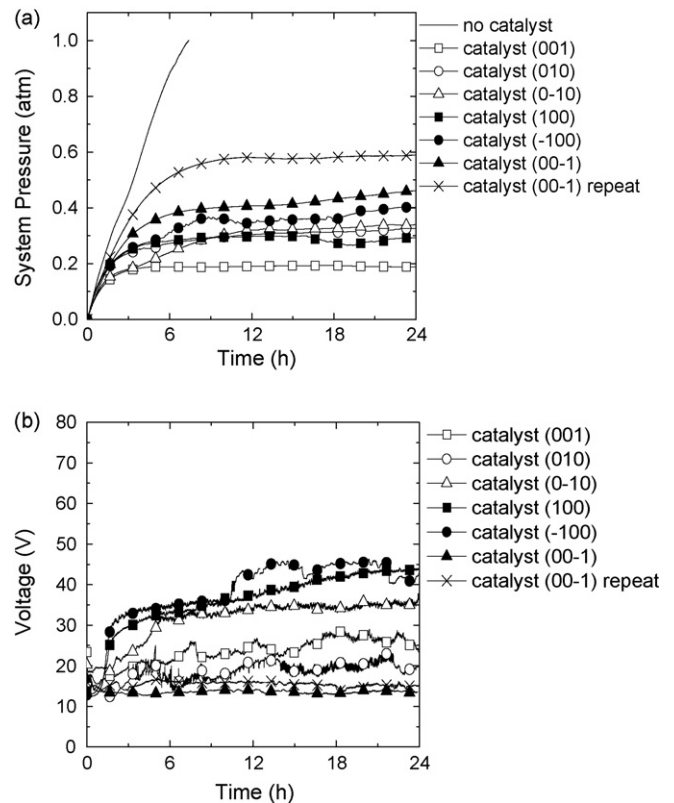 (a)
no catalyst
catalyst (001)
catalyst (010)
catalyst (0-10)
catalyst (100)
catalyst (-100)
catalyst (00-1)
catalyst (00-1) repeat
System Pressure (atm)
1.0
0.8
0.6
0.4
0.2
0.0
0 6 12 18 24
Time (h)
(b)
catalyst (001)
catalyst (010)
catalyst (0-10)
catalyst (100)
catalyst (-100)
catalyst (00-1)
catalyst (00-1) repeat
Voltage (V)
80
70
60
50
40
30
20
10
0
0 6 12 18 24
Time (h)